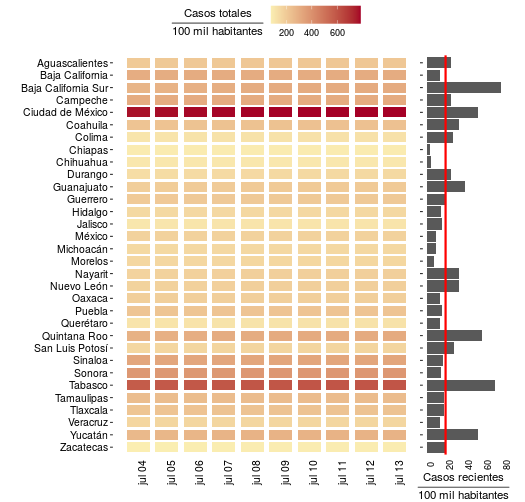 Casos totales
100 mil habitantes
200 400 600
Aguascalientes
Baja California
Baja California Sur
Campeche
Ciudad de México
Coahuila
Colima
Chiapas
Chihuahua
Durango
Guanajuato
Guerrero
Hidalgo
Jalisco
México
Michoacán
Morelos
Nayarit
Nuevo León
Oaxaca
Puebla
Querétaro
Quintana Roo
San Luis Potosí
Sinaloa
Sonora
Tabasco
Tamaulipas
Tlaxcala
Veracruz
Yucatán
Zacatecas
jul 04 jul 05 jul 06 jul 07 jul 08 jul 09 jul 10 jul 11 jul 12 jul 13
0 20 40 60 80
Casos recientes
100 mil habitantes